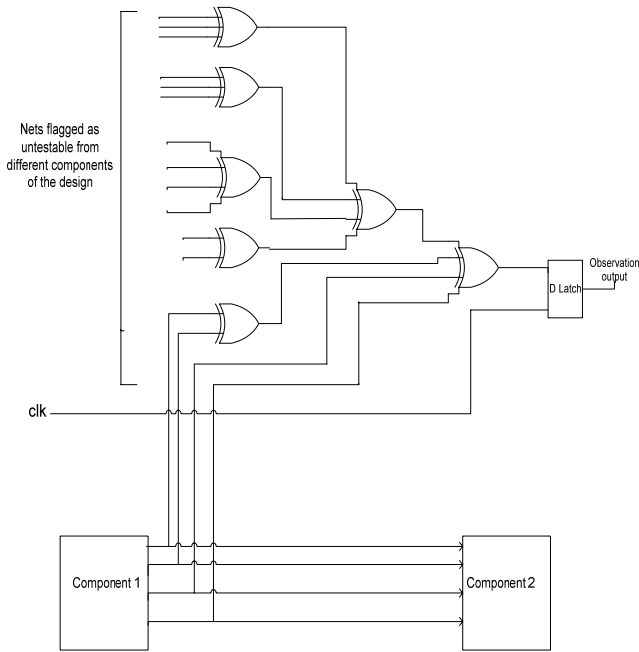 Nets flagged as
untestable from
different components
of the design
Observation
output
D Latch
clk
Component 1
Component 2